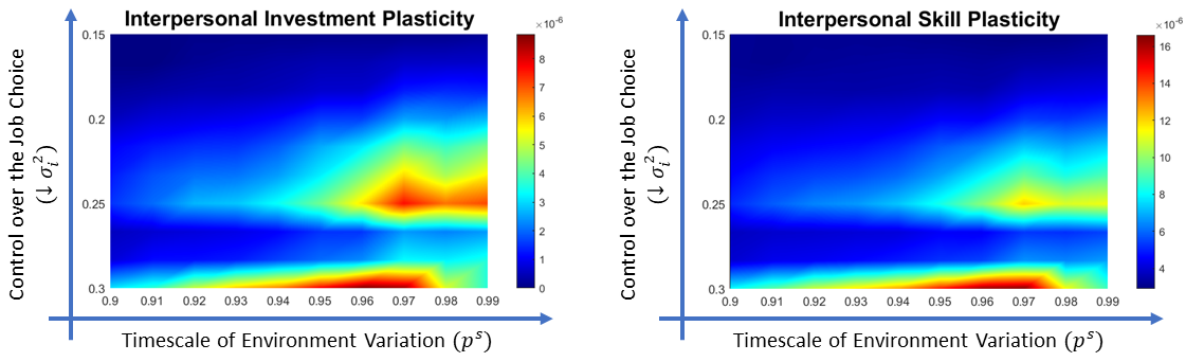 Interpersonal Investment Plasticity
×10⁻⁶
Control over the Job Choice
(↓ σᵢ²)
0.15
0.2
0.25
0.3
0.9 0.91 0.92 0.93 0.94 0.95 0.96 0.97 0.98 0.99
8
7
6
5
4
3
2
1
0
Timescale of Environment Variation (pˢ)
Interpersonal Skill Plasticity
×10⁻⁶
Control over the Job Choice
(↓ σᵢ²)
0.15
0.2
0.25
0.3
0.9 0.91 0.92 0.93 0.94 0.95 0.96 0.97 0.98 0.99
16
14
12
10
8
6
4
Timescale of Environment Variation (pˢ)